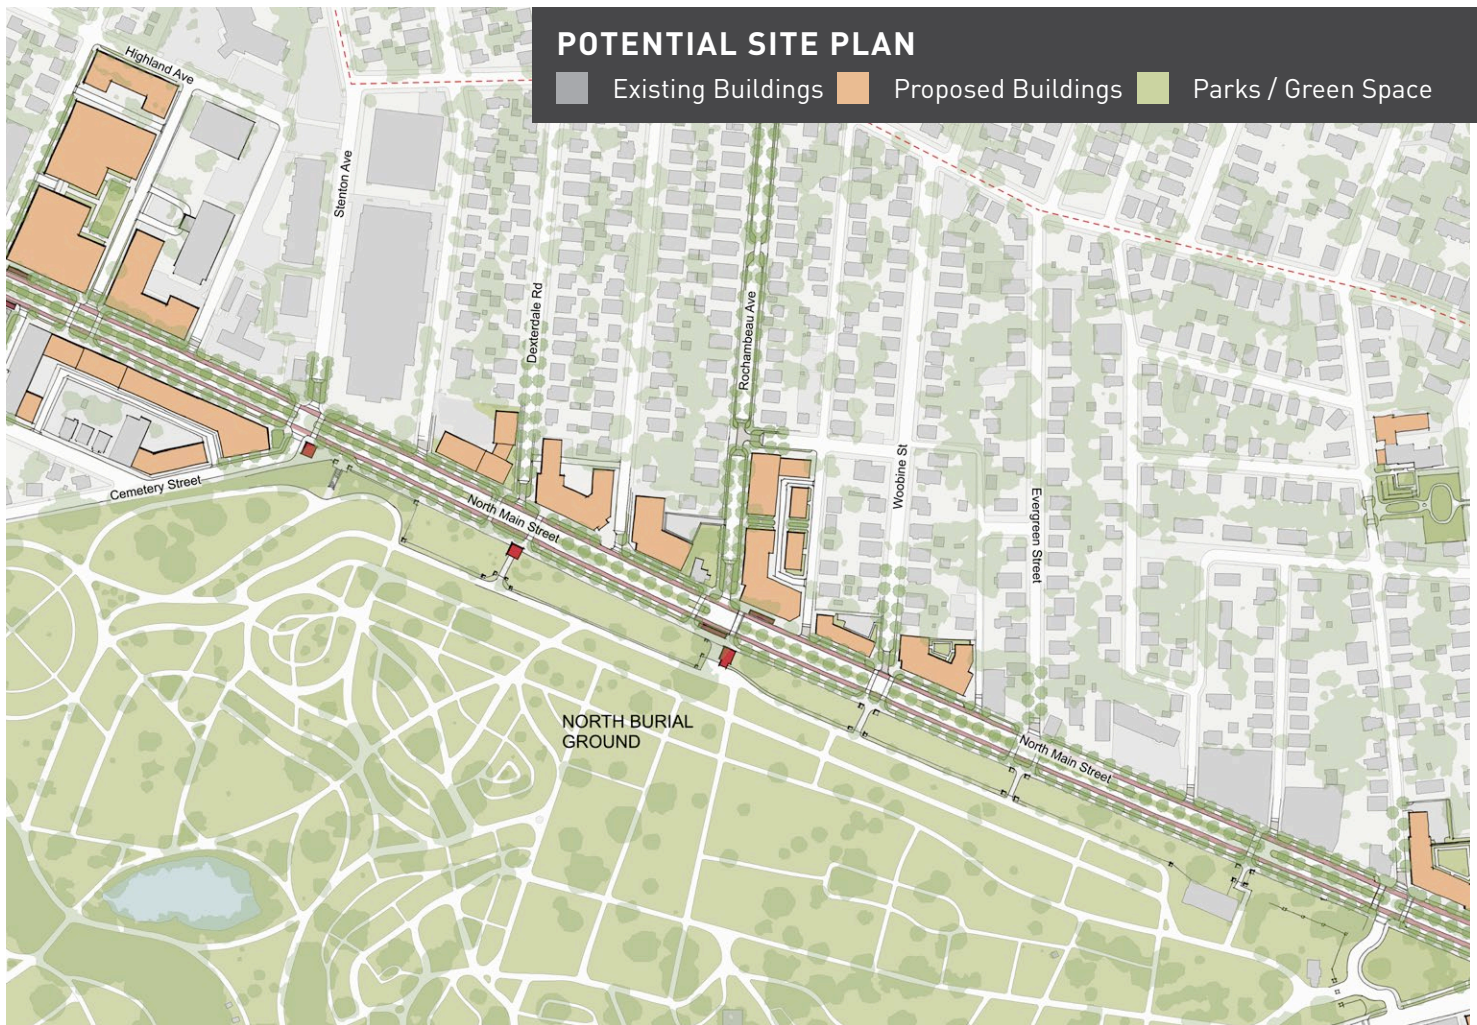 POTENTIAL SITE PLAN
Existing Buildings
Proposed Buildings
Parks / Green Space
Highland Ave
Stenton Ave
Dexterdale Rd
Rochambeau Ave
Woobine St
Evergreen Street
Cemetery Street
North Main Street
NORTH BURIAL
GROUND
North Main Street